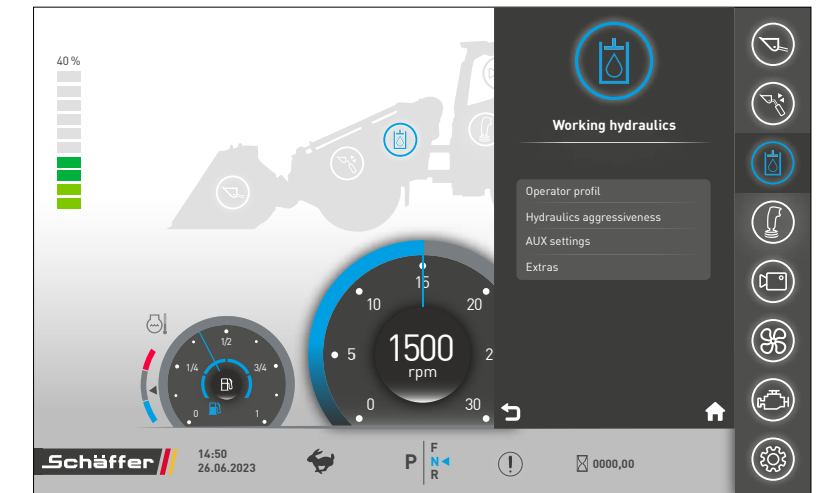 40 %
Working hydraulics
Operator profil
Hydraulics aggressiveness
AUX settings
Extras
15
10
20
5
1500
2
rpm
0
30
1/2
1/4
3/4
0
1
Schäffer
14:50
26.06.2023
P
F
N
R
0000,00